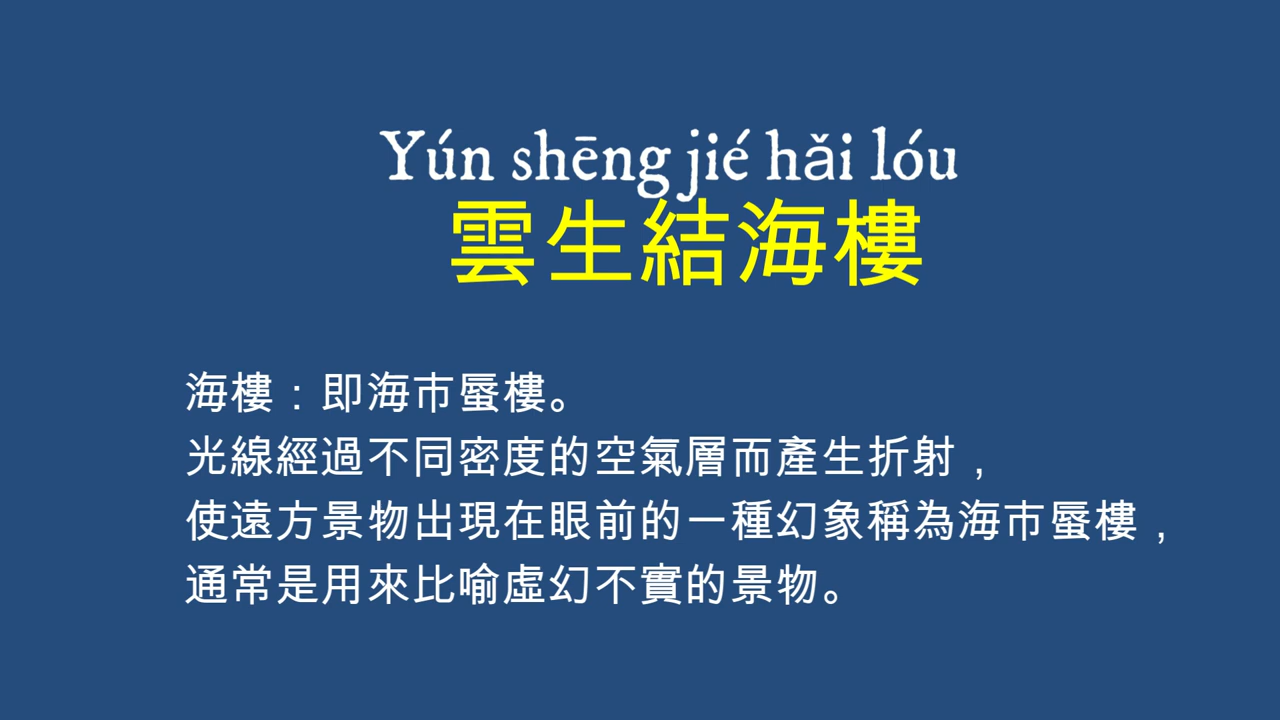 Yún shēng jié hǎi lóu
雲生結海樓
海樓：即海市蜃樓。
光線經過不同密度的空氣層而產生折射，
使遠方景物出現在眼前的一種幻象稱為海市蜃樓，
通常是用來比喻虛幻不實的景物。